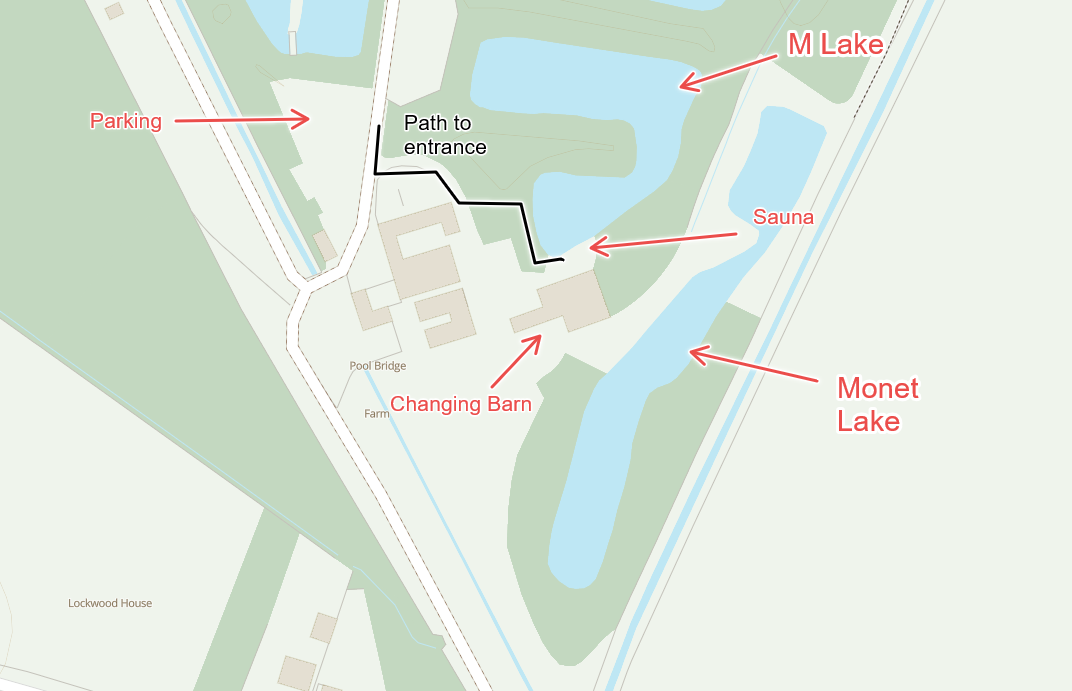 M Lake
Parking
Path to
entrance
Sauna
Pool Bridge
Farm
Changing Barn
Monet
Lake
Lockwood House